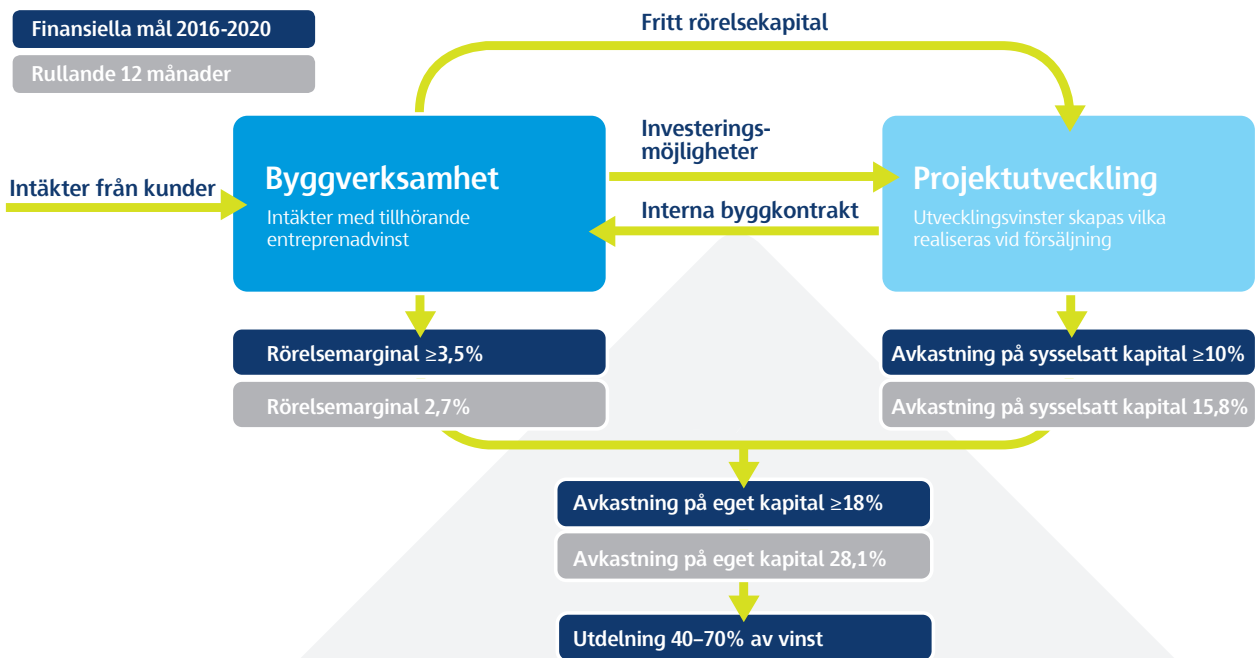 Finansiella mål 2016-2020
Rullande 12 månader
Fritt rörelsekapital
Intäkter från kunder
Byggverksamhet
Intäkter med tillhörande
entreprenadvinst
Investerings-
möjligheter
Interna byggkontrakt
Projektutveckling
Utvecklingsvinster skapas vilka
realiseras vid försäljning
Rörelsemarginal ≥3,5%
Rörelsemarginal 2,7%
Avkastning på sysselsatt kapital ≥10%
Avkastning på sysselsatt kapital 15,8%
Avkastning på eget kapital ≥18%
Avkastning på eget kapital 28,1%
Utdelning 40–70% av vinst